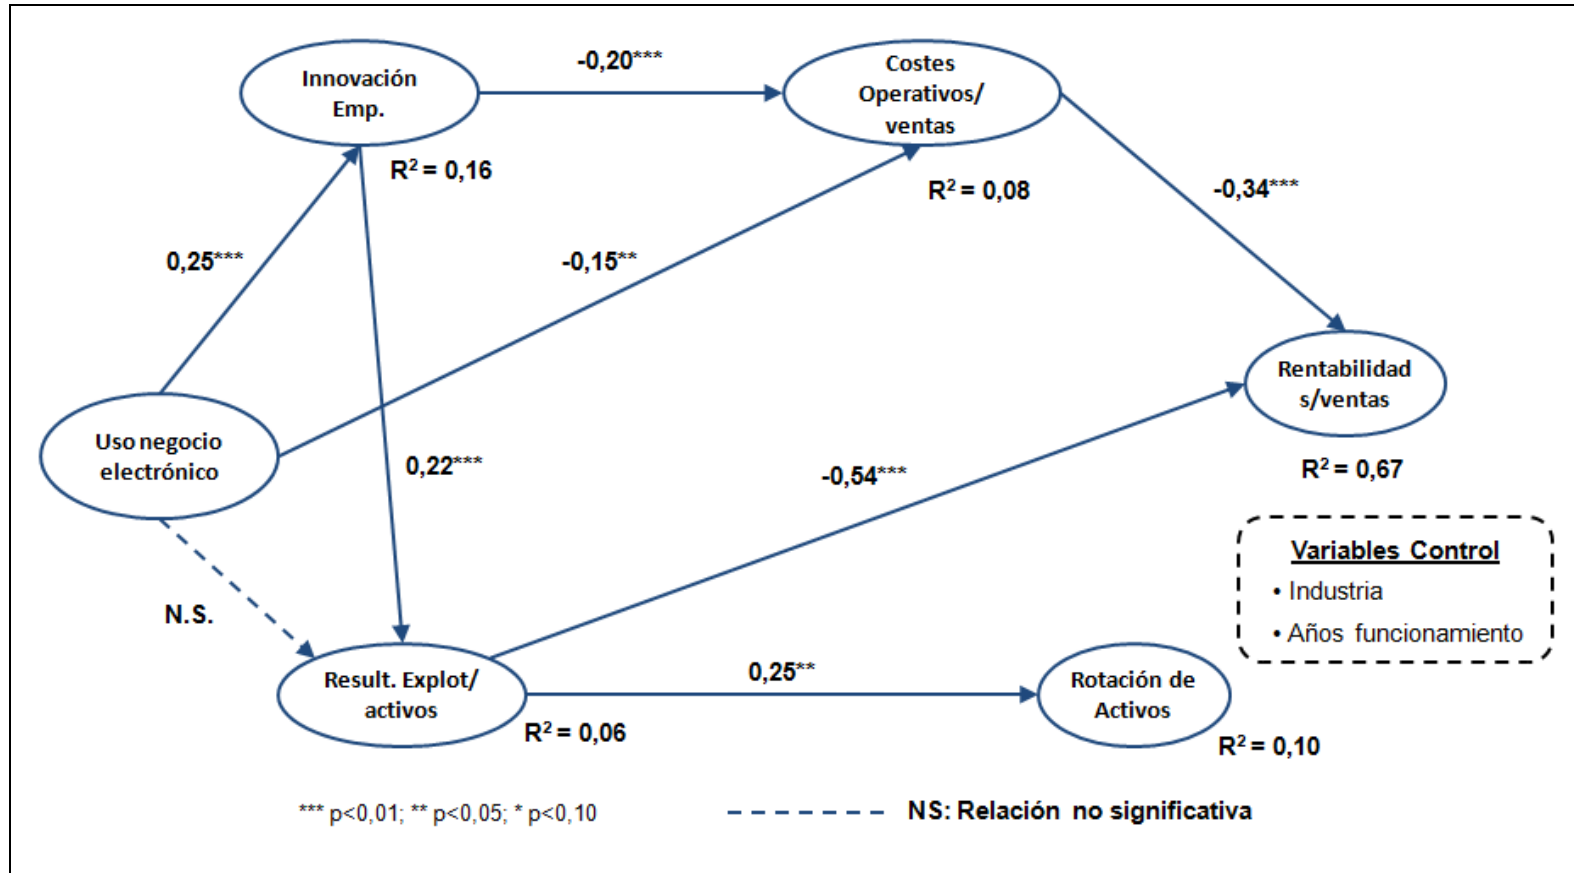 Innovación
Emp.
-0,20***
Costes
Operativos/
ventas
R² = 0,16
R² = 0,08
-0,34***
0,25***
-0,15**
Rentabilidad
s/ventas
Uso negocio
electrónico
0,22***
-0,54***
R² = 0,67
Variables Control
• Industria
• Años funcionamiento
N.S.
Result. Explot/
activos
R² = 0,06
0,25**
Rotación de
Activos
R² = 0,10
*** p<0,01; ** p<0,05; * p<0,10
NS: Relación no significativa